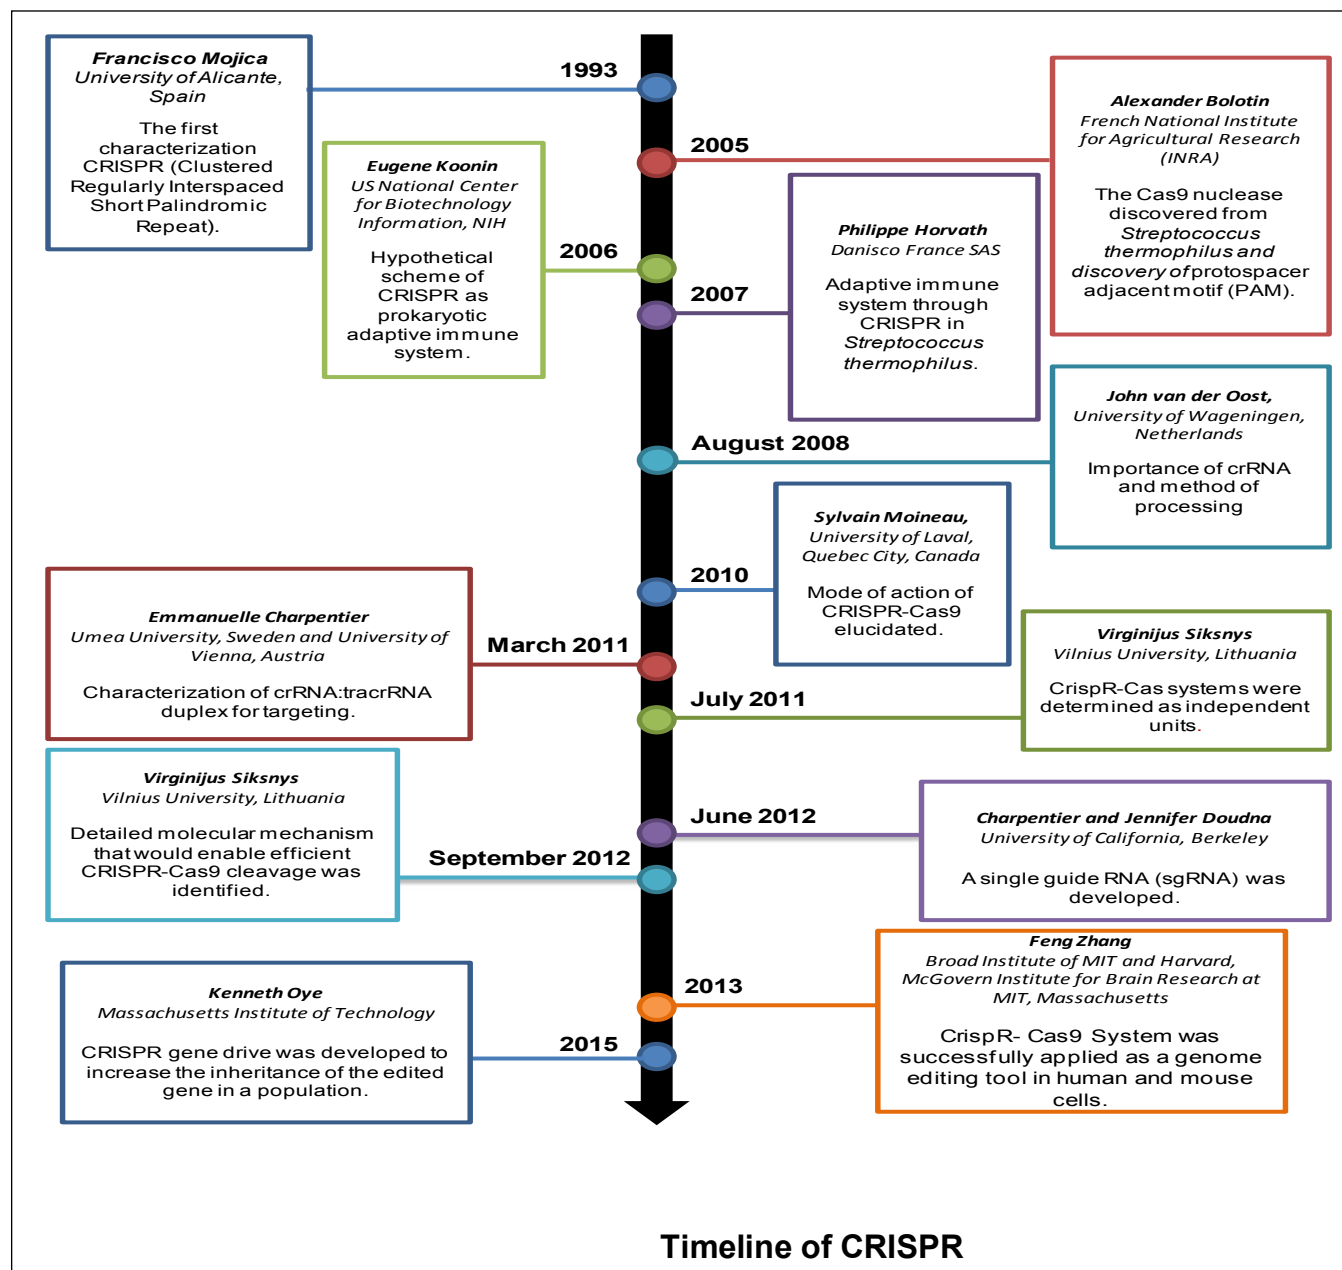 1993
Francisco Mojica
University of Alicante,
Spain
The first
characterization
CRISPR (Clustered
Regularly Interspaced
Short Palindromic
Repeat).
2005
Alexander Bolotin
French National Institute
for Agricultural Research
(INRA)
The Cas9 nuclease
discovered from
Streptococcus
thermophilus and
discovery of protospacer
adjacent motif (PAM).
2006
Eugene Koonin
US National Center
for Biotechnology
Information, NIH
Hypothetical
scheme of
CRISPR as
prokaryotic
adaptive immune
system.
2007
Philippe Horvath
Danisco France SAS
Adaptive immune
system through
CRISPR in
Streptococcus
thermophilus.
August 2008
John van der Oost,
University of Wageningen,
Netherlands
Importance of crRNA
and method of
processing
2010
Sylvain Moineau,
University of Laval,
Quebec City, Canada
Mode of action of
CRISPR-Cas9
elucidated.
March 2011
Emmanuelle Charpentier
Umea University, Sweden and University of
Vienna, Austria
Characterization of crRNA:tracrRNA
duplex for targeting.
July 2011
Virginijus Siksnys
Vilnius University, Lithuania
CrispR-Cas systems were
determined as independent
units.
June 2012
Charpentier and Jennifer Doudna
University of California, Berkeley
A single guide RNA (sgRNA) was
developed.
September 2012
Virginijus Siksnys
Vilnius University, Lithuania
Detailed molecular mechanism
that would enable efficient
CRISPR-Cas9 cleavage was
identified.
2013
Feng Zhang
Broad Institute of MIT and Harvard,
McGovern Institute for Brain Research at
MIT, Massachusetts
CrispR- Cas9 System was
successfully applied as a genome
editing tool in human and mouse
cells.
2015
Kenneth Oye
Massachusetts Institute of Technology
CRISPR gene drive was developed to
increase the inheritance of the edited
gene in a population.
Timeline of CRISPR